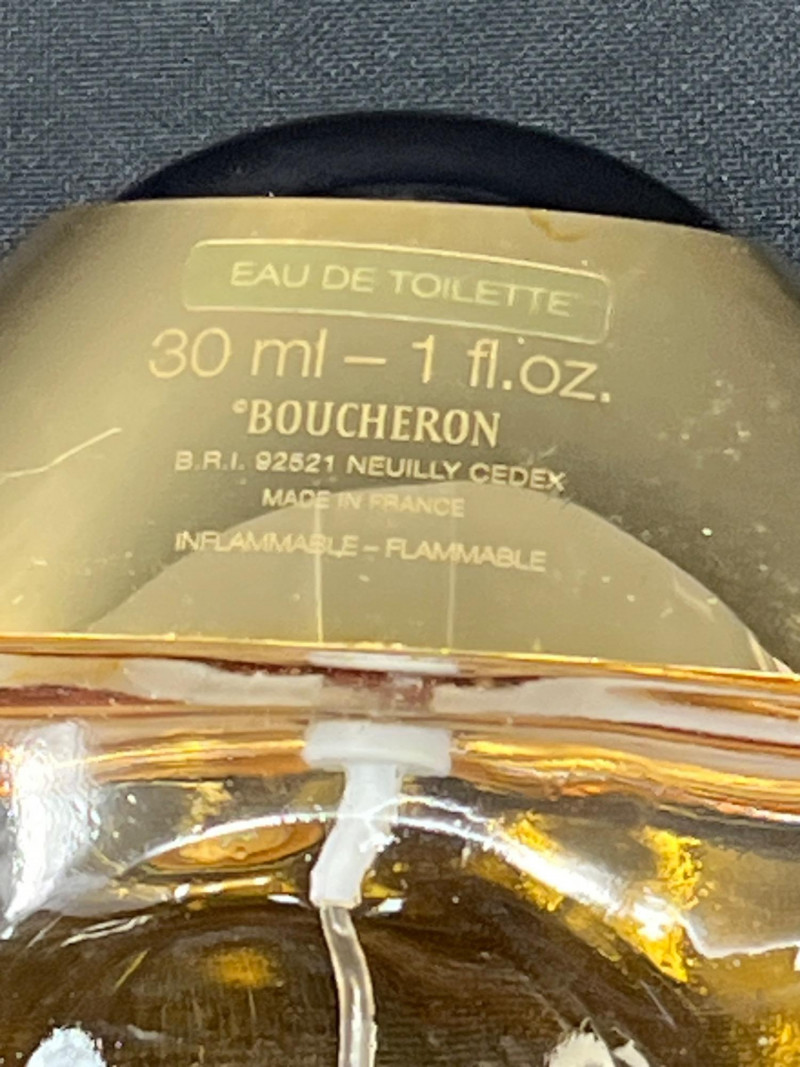 EAU DE TOILETTE
30 ml – 1 fl.oz.
©BOUCHERON
B.R.I. 92521 NEUILLY CEDEX
MADE IN FRANCE
INFLAMMABLE – FLAMMABLE